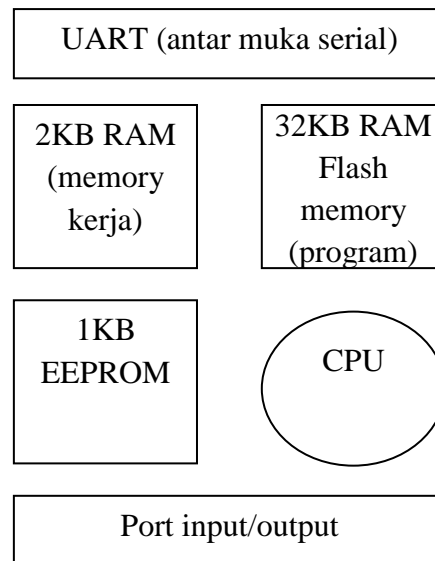 UART (antar muka serial)
2KB RAM
(memory
kerja)
32KB RAM
Flash
memory
(program)
1KB
EEPROM
CPU
Port input/output